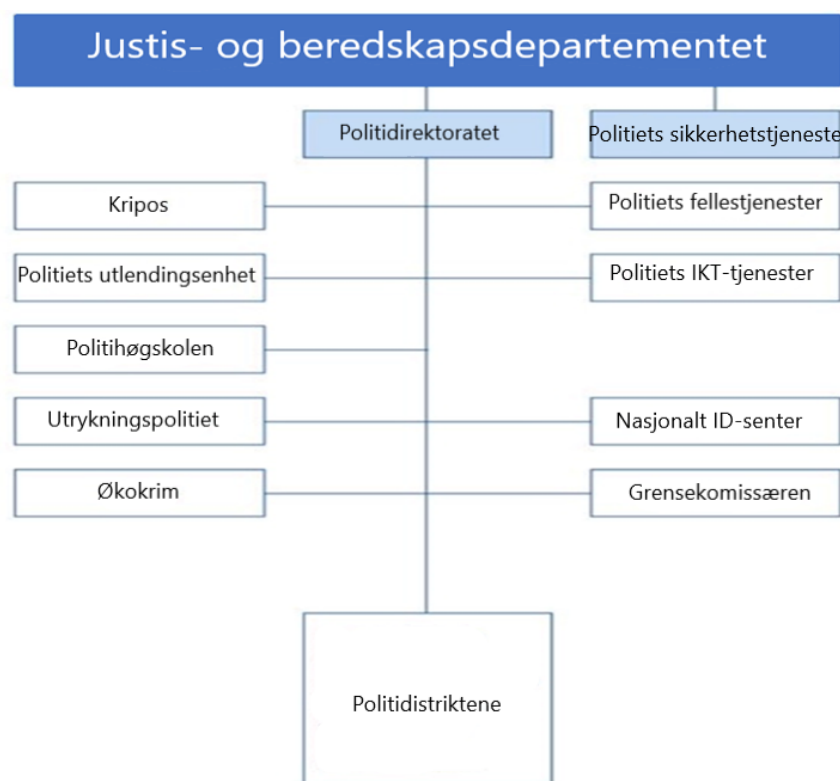 Justis- og beredskapsdepartementet
Politidirektoratet
Politiets sikkerhetstjeneste
Kripos
Politiets fellestjenester
Politiets utlendingsenhet
Politiets IKT-tjenester
Politihøgskolen
Utrykningspolitiet
Nasjonalt ID-senter
Økokrim
Grensekomissæren
Politidistriktene